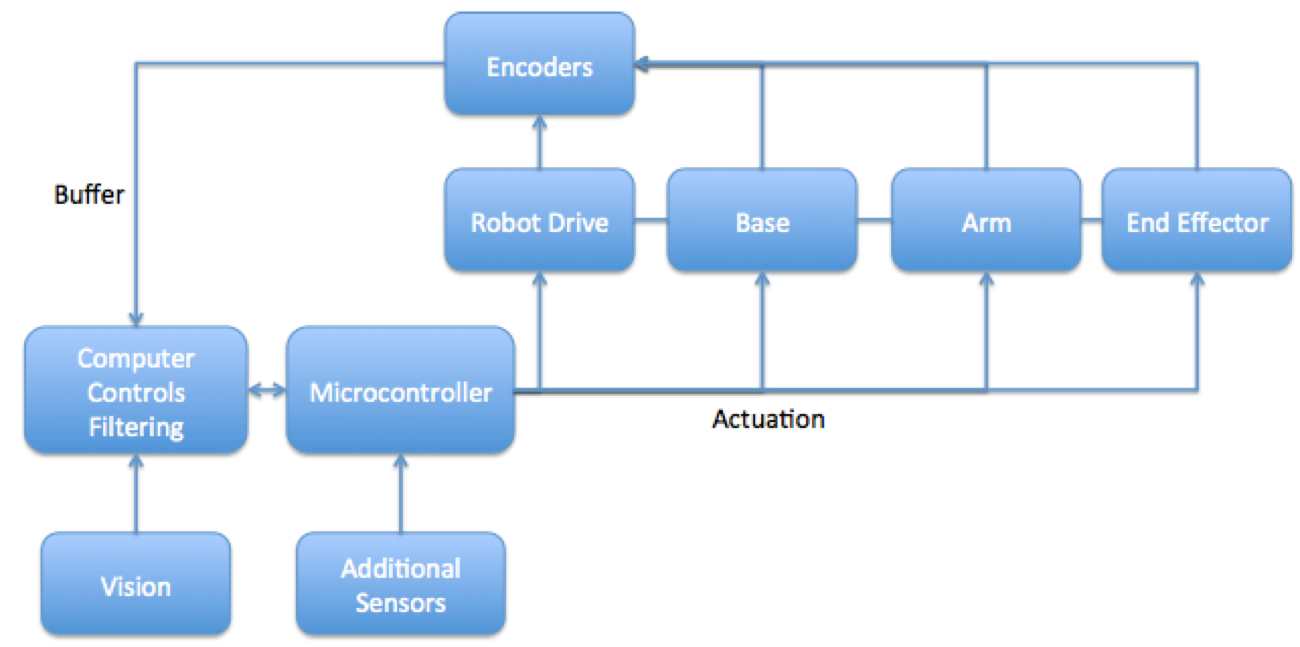 Encoders
Buffer
Robot Drive
Base
Arm
End Effector
Computer
Controls
Filtering
Microcontroller
Actuation
Vision
Additional
Sensors